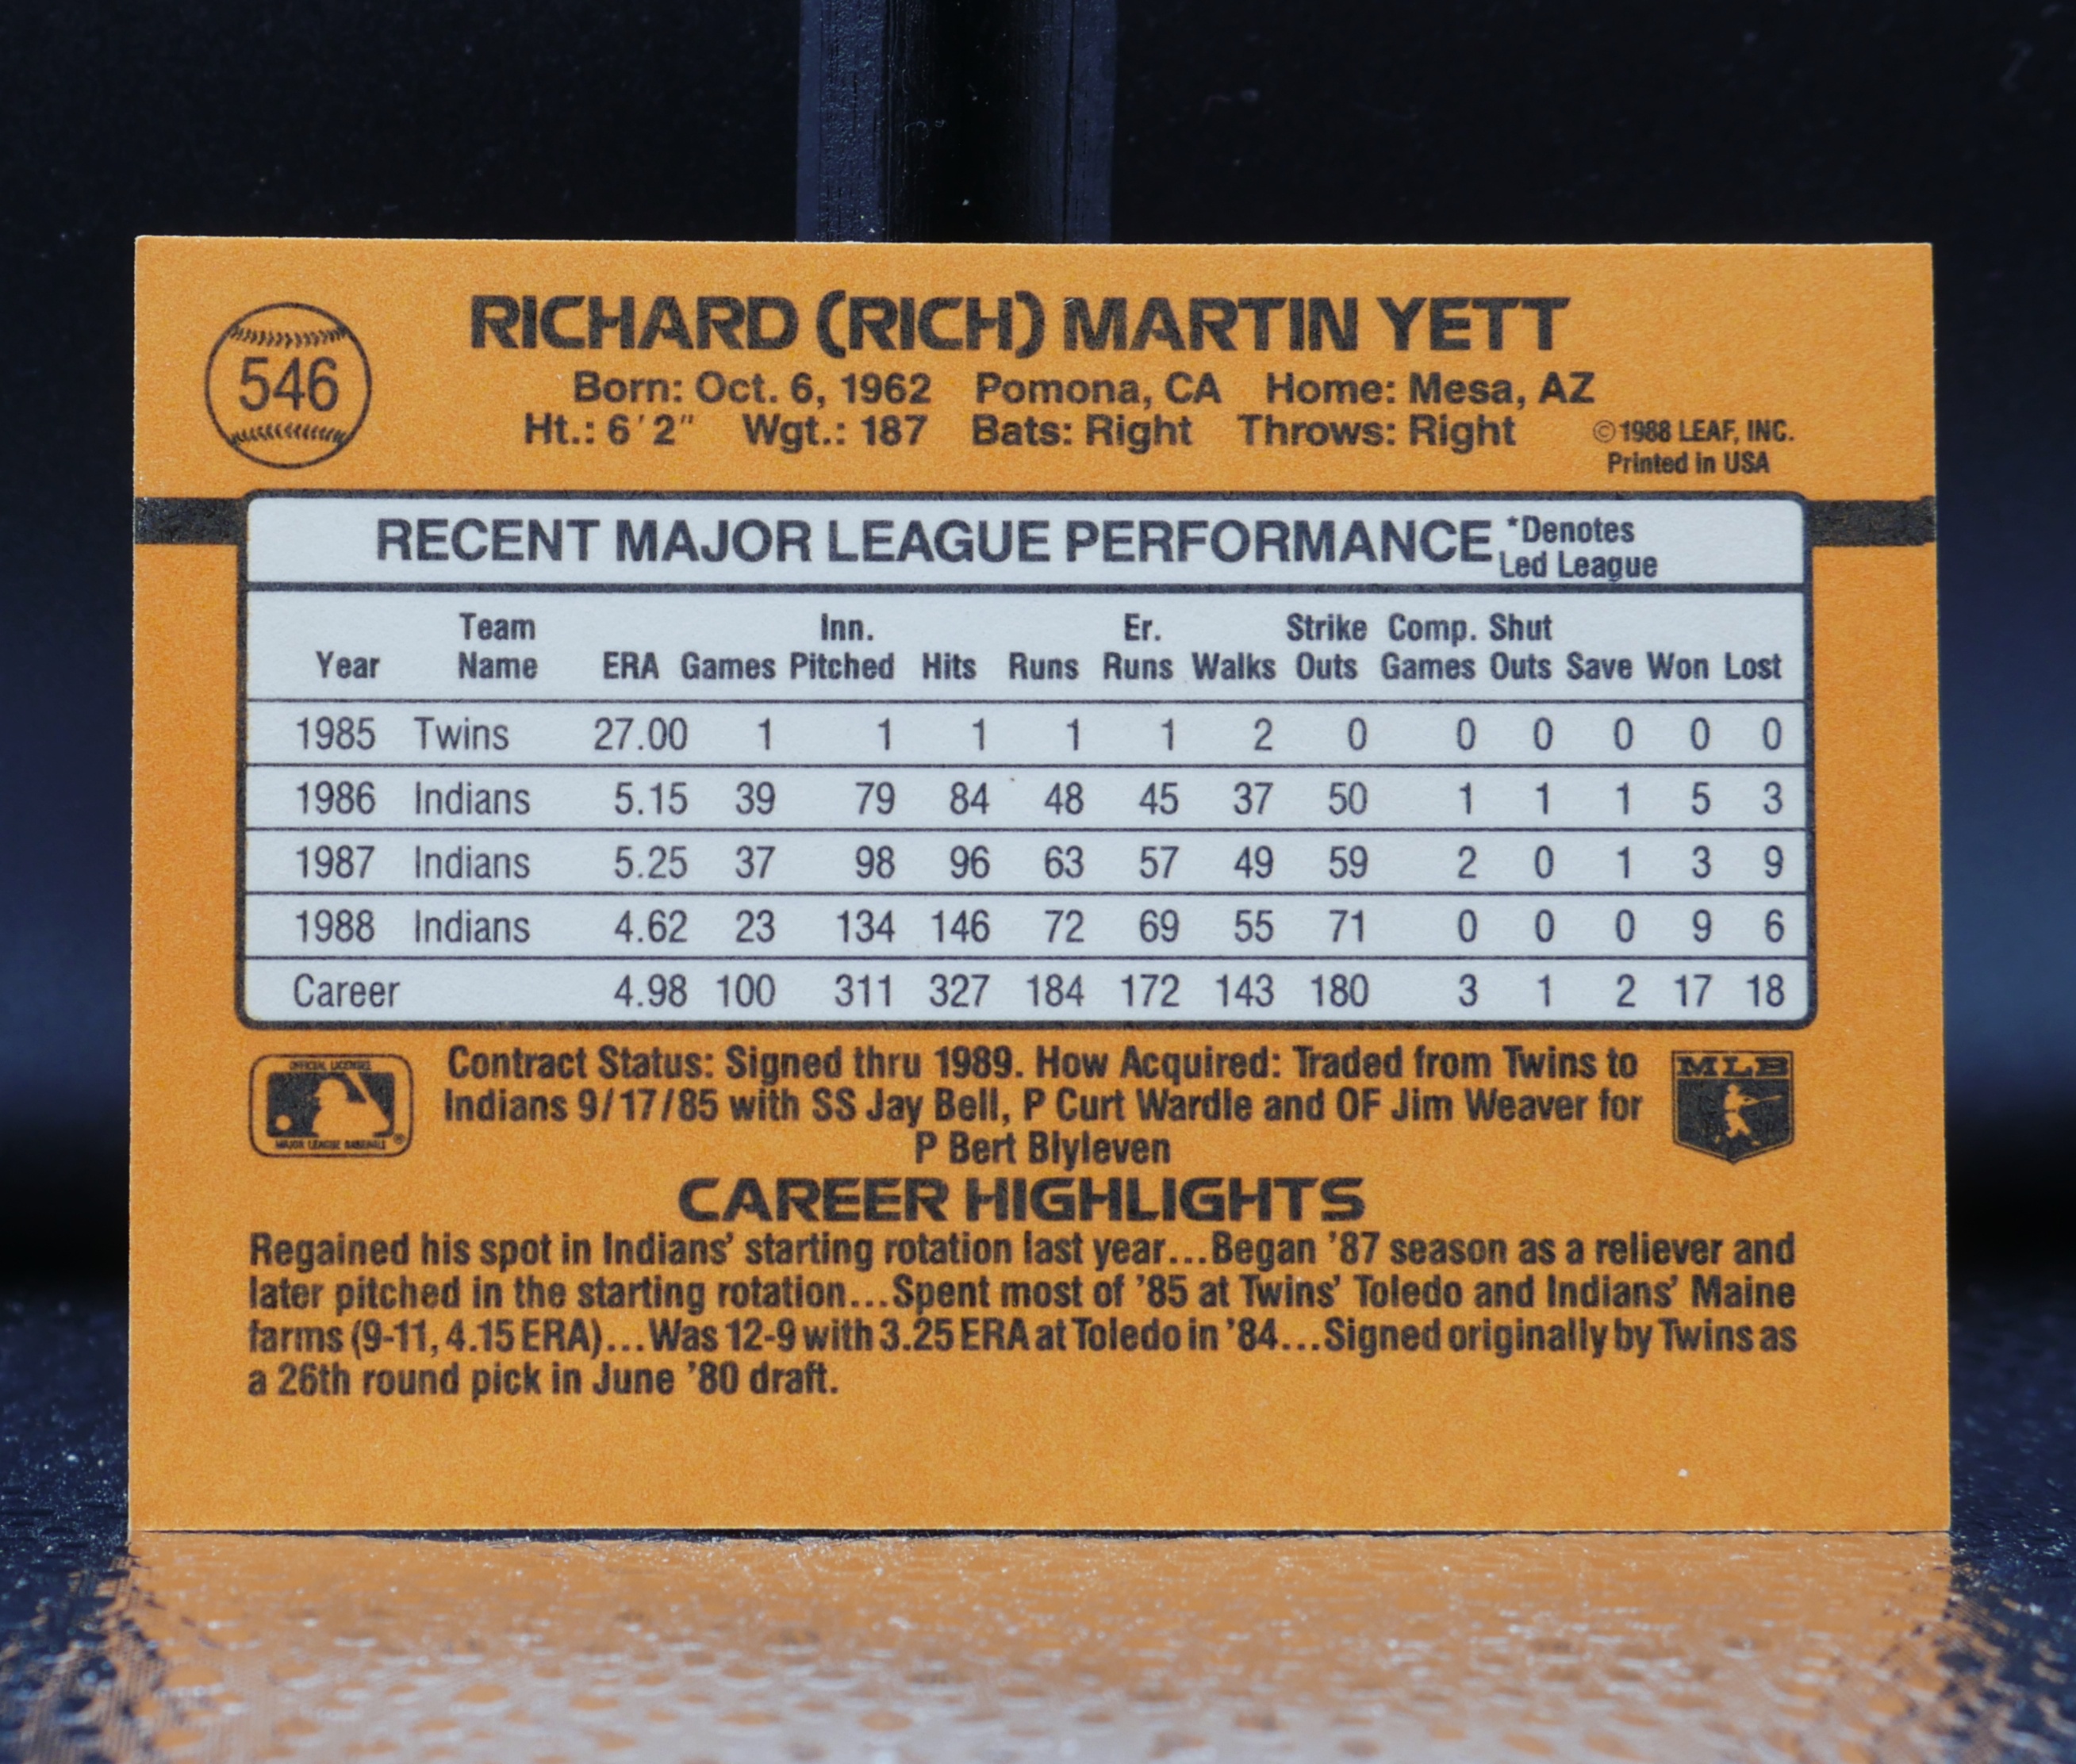 546
RICHARD (RICH) MARTIN YETT
Born: Oct. 6, 1962 Pomona, CA Home: Mesa, AZ
Ht.: 6'2" Wgt.: 187 Bats: Right Throws: Right
©1988 LEAF, INC.
Printed in USA
RECENT MAJOR LEAGUE PERFORMANCE *Denotes
Led League
Team Inn. Er. Strike Comp. Shut
Year Name ERA Games Pitched Hits Runs Runs Walks Outs Games Outs Save Won Lost
1985 Twins 27.00 1 1 1 1 1 2 0 0 0 0 0 0
1986 Indians 5.15 39 79 84 48 45 37 50 1 1 1 5 3
1987 Indians 5.25 37 98 96 63 57 49 59 2 0 1 3 9
1988 Indians 4.62 23 134 146 72 69 55 71 0 0 0 9 6
Career 4.98 100 311 327 184 172 143 180 3 1 2 17 18
OFFICIAL LICENSEE
MAJOR LEAGUE BASEBALL ®
Contract Status: Signed thru 1989. How Acquired: Traded from Twins to
Indians 9/17/85 with SS Jay Bell, P Curt Wardle and OF Jim Weaver for
P Bert Blyleven
MLB
CAREER HIGHLIGHTS
Regained his spot in Indians' starting rotation last year...Began '87 season as a reliever and
later pitched in the starting rotation...Spent most of '85 at Twins' Toledo and Indians' Maine
farms (9-11, 4.15 ERA)...Was 12-9 with 3.25 ERA at Toledo in '84...Signed originally by Twins as
a 26th round pick in June '80 draft.